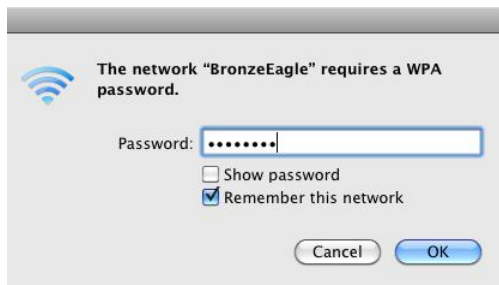 The network “BronzeEagle” requires a WPA
password.
Password: ••••••••
Show password
Remember this network
Cancel OK